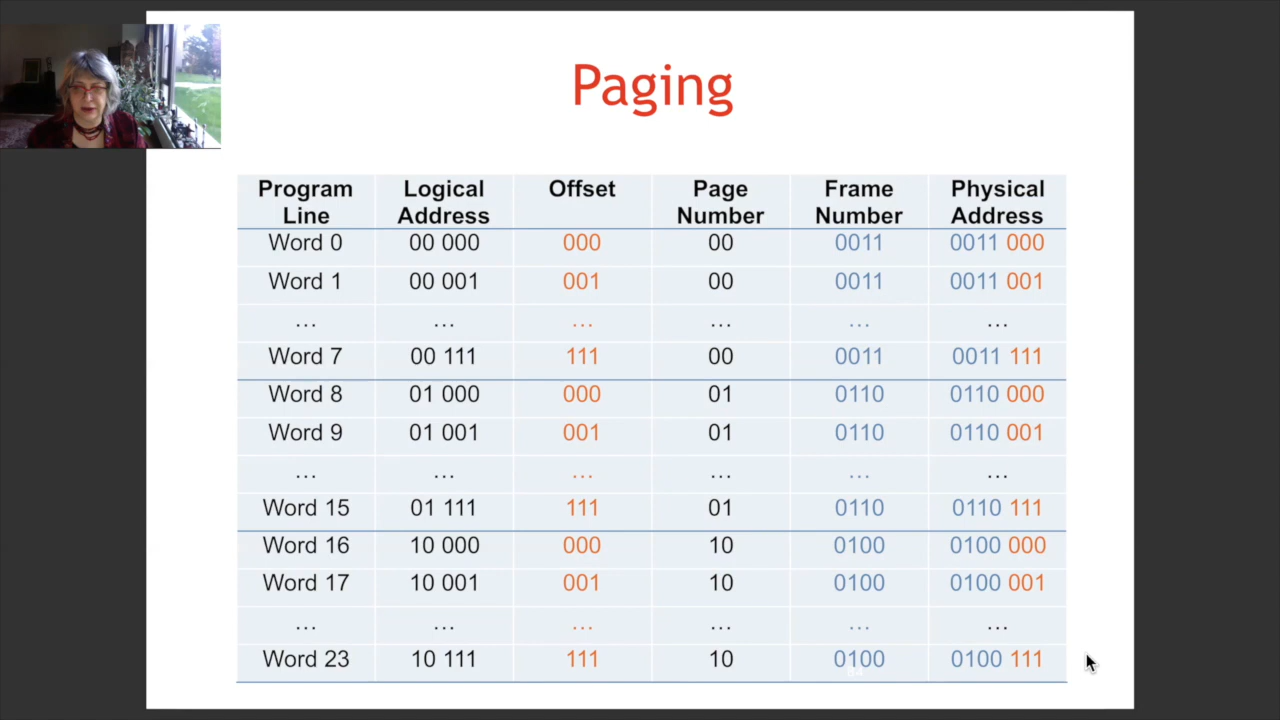 Paging
Program Line | Logical Address | Offset | Page Number | Frame Number | Physical Address
Word 0 | 00 000 | 000 | 00 | 0011 | 0011 000
Word 1 | 00 001 | 001 | 00 | 0011 | 0011 001
… | … | … | … | … | …
Word 7 | 00 111 | 111 | 00 | 0011 | 0011 111
Word 8 | 01 000 | 000 | 01 | 0110 | 0110 000
Word 9 | 01 001 | 001 | 01 | 0110 | 0110 001
… | … | … | … | … | …
Word 15 | 01 111 | 111 | 01 | 0110 | 0110 111
Word 16 | 10 000 | 000 | 10 | 0100 | 0100 000
Word 17 | 10 001 | 001 | 10 | 0100 | 0100 001
… | … | … | … | … | …
Word 23 | 10 111 | 111 | 10 | 0100 | 0100 111